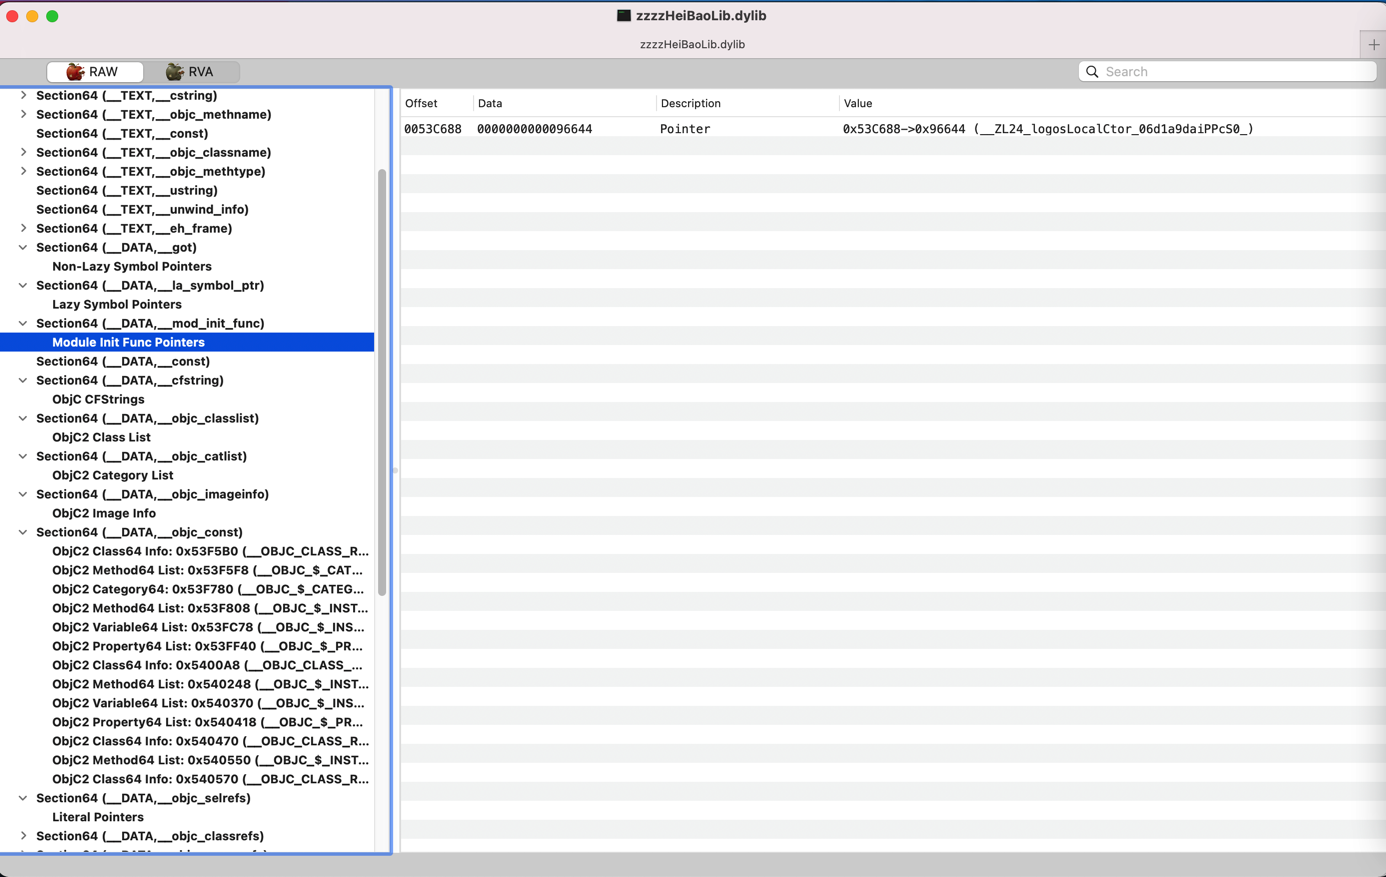 zzzzHeiBaoLib.dylib
zzzzHeiBaoLib.dylib
RAW
RVA
Search
Section64 (__TEXT,__cstring)
Section64 (__TEXT,__objc_methname)
Section64 (__TEXT,__const)
Section64 (__TEXT,__objc_classname)
Section64 (__TEXT,__objc_methtype)
Section64 (__TEXT,__ustring)
Section64 (__TEXT,__unwind_info)
Section64 (__TEXT,__eh_frame)
Section64 (__DATA,__got)
Non-Lazy Symbol Pointers
Section64 (__DATA,__la_symbol_ptr)
Lazy Symbol Pointers
Section64 (__DATA,__mod_init_func)
Module Init Func Pointers
Section64 (__DATA,__const)
Section64 (__DATA,__cfstring)
ObjC CFStrings
Section64 (__DATA,__objc_classlist)
ObjC2 Class List
Section64 (__DATA,__objc_catlist)
ObjC2 Category List
Section64 (__DATA,__objc_imageinfo)
ObjC2 Image Info
Section64 (__DATA,__objc_const)
ObjC2 Class64 Info: 0x53F5B0 (__OBJC_CLASS_R...
ObjC2 Method64 List: 0x53F5F8 (__OBJC_$_CAT...
ObjC2 Category64: 0x53F780 (__OBJC_$_CATEG...
ObjC2 Method64 List: 0x53F808 (__OBJC_$_INST...
ObjC2 Variable64 List: 0x53FC78 (__OBJC_$_INS...
ObjC2 Property64 List: 0x53FF40 (__OBJC_$_PR...
ObjC2 Class64 Info: 0x5400A8 (__OBJC_CLASS_...
ObjC2 Method64 List: 0x540248 (__OBJC_$_INST...
ObjC2 Variable64 List: 0x540370 (__OBJC_$_INS...
ObjC2 Property64 List: 0x540418 (__OBJC_$_PR...
ObjC2 Class64 Info: 0x540470 (__OBJC_CLASS_R...
ObjC2 Method64 List: 0x540550 (__OBJC_$_INST...
ObjC2 Class64 Info: 0x540570 (__OBJC_CLASS_R...
Section64 (__DATA,__objc_selrefs)
Literal Pointers
Section64 (__DATA,__objc_classrefs)
Offset Data Description Value
0053C688 0000000000096644 Pointer 0x53C688->0x96644 (__ZL24_logosLocalCtor_06d1a9daiPPcS0_)